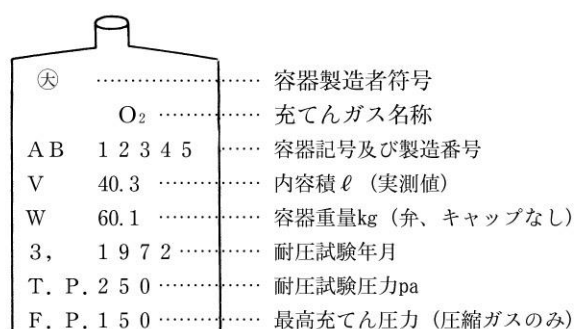 ㊛ …… 容器製造者符号
O₂ …… 充てんガス名称
AB 12345 …… 容器記号及び製造番号
V 40.3 …… 内容積ℓ（実測値）
W 60.1 …… 容器重量kg（弁、キャップなし）
3, 1972 …… 耐圧試験年月
T. P. 250 …… 耐圧試験圧力pa
F. P. 150 …… 最高充てん圧力（圧縮ガスのみ）